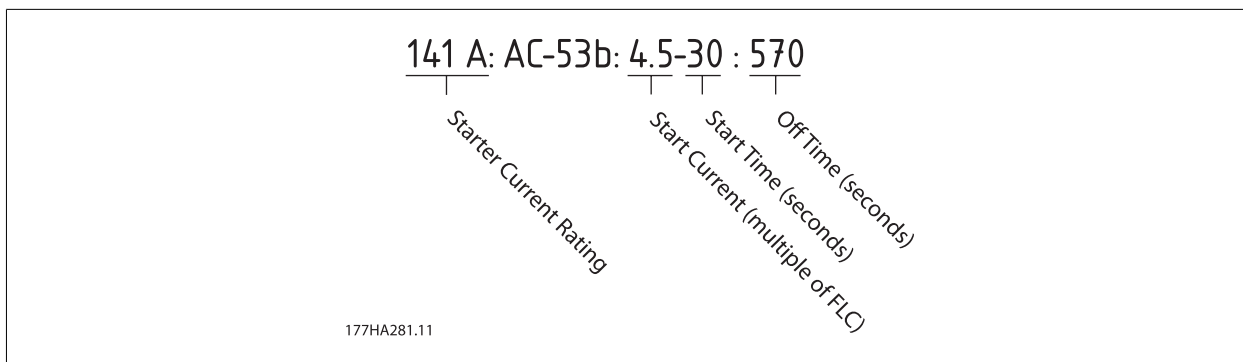 141 A: AC-53b: 4.5-30 : 570
Starter Current Rating
Start Current (multiple of FLC)
Start Time (seconds)
Off Time (seconds)
177HA281.11